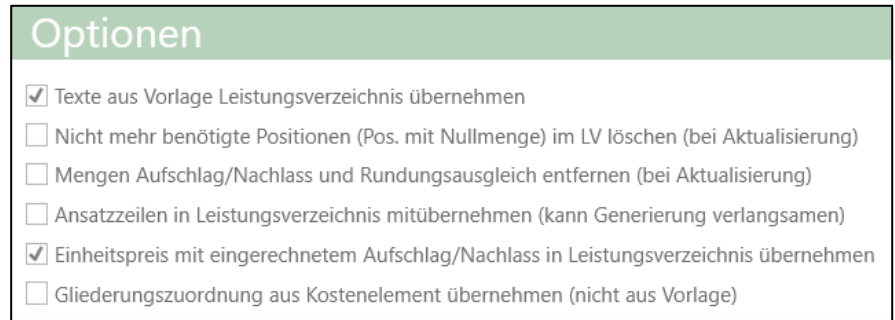 Optionen
Texte aus Vorlage Leistungsverzeichnis übernehmen
Nicht mehr benötigte Positionen (Pos. mit Nullmenge) im LV löschen (bei Aktualisierung)
Mengen Aufschlag/Nachlass und Rundungsausgleich entfernen (bei Aktualisierung)
Ansatzzeilen in Leistungsverzeichnis mitübernehmen (kann Generierung verlangsamen)
Einheitspreis mit eingerechnetem Aufschlag/Nachlass in Leistungsverzeichnis übernehmen
Gliederungszuordnung aus Kostenelement übernehmen (nicht aus Vorlage)